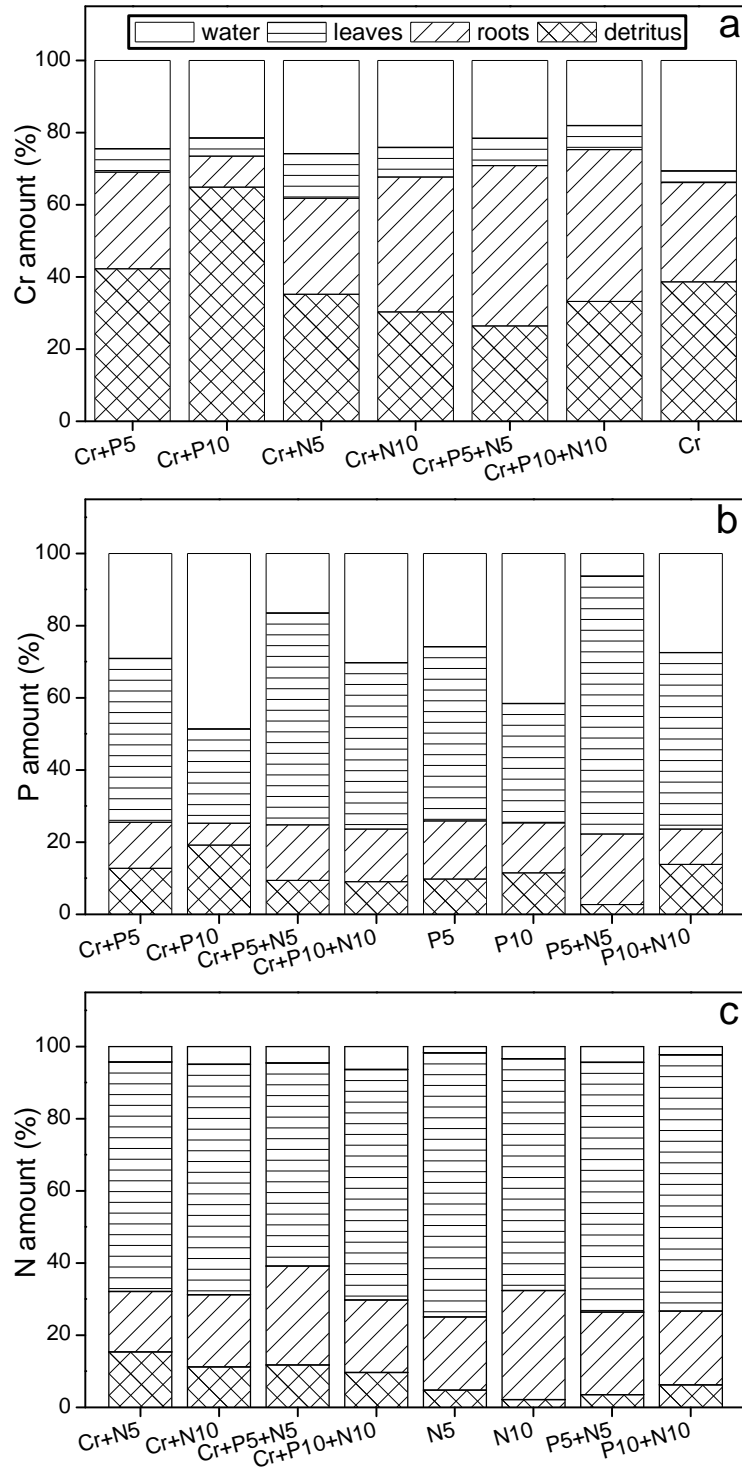 a
water leaves roots detritus
100
80
60
40
20
0
Cr amount (%)
Cr+P5 Cr+P10 Cr+N5 Cr+N10 Cr+P5+N5 Cr+P10+N10 Cr
b
100
80
60
40
20
0
P amount (%)
Cr+P5 Cr+P10 Cr+P5+N5 Cr+P10+N10 P5 P10 P5+N5 P10+N10
c
100
80
60
40
20
0
N amount (%)
Cr+N5 Cr+N10 Cr+P5+N5 Cr+P10+N10 N5 N10 P5+N5 P10+N10